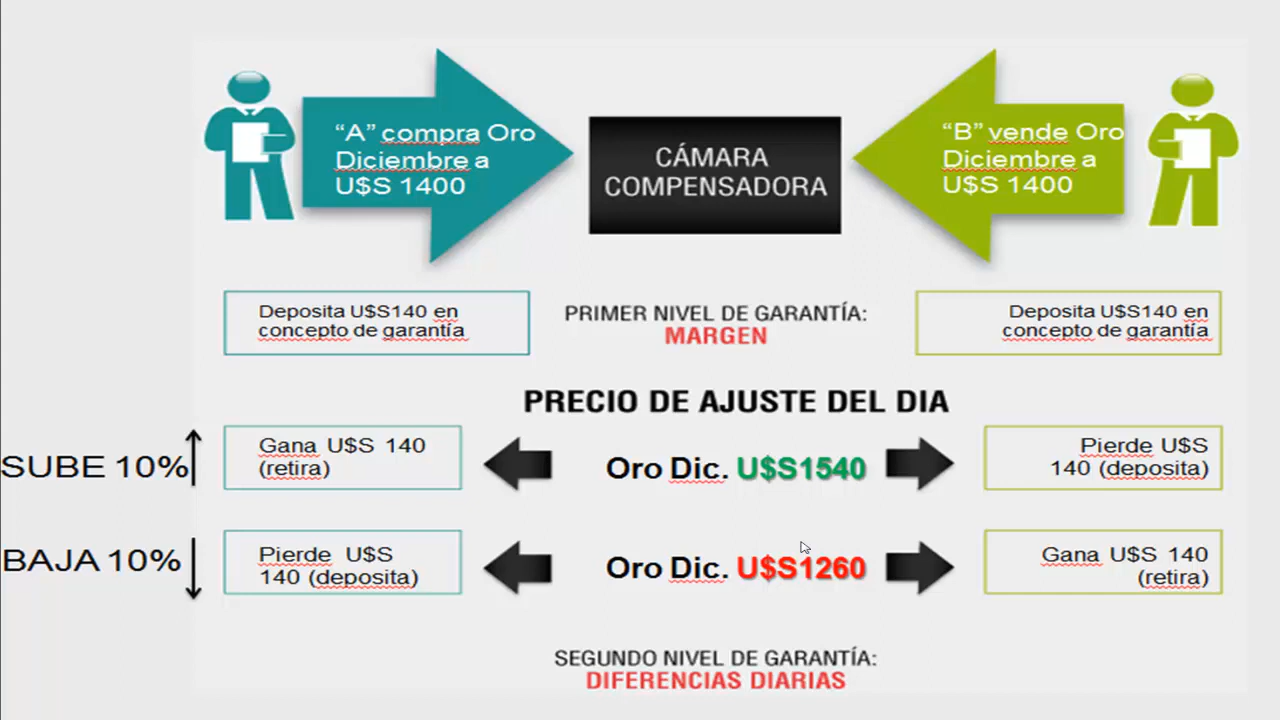 “A” compra Oro
Diciembre a
U$S 1400
CÁMARA
COMPENSADORA
“B” vende Oro
Diciembre a
U$S 1400
Deposita U$S140 en
concepto de garantía
PRIMER NIVEL DE GARANTÍA:
MARGEN
Deposita U$S140 en
concepto de garantía
PRECIO DE AJUSTE DEL DIA
SUBE 10%
Gana U$S 140
(retira)
Oro Dic. U$S1540
Pierde U$S
140 (deposita)
BAJA 10%
Pierde U$S
140 (deposita)
Oro Dic. U$S1260
Gana U$S 140
(retira)
SEGUNDO NIVEL DE GARANTÍA:
DIFERENCIAS DIARIAS